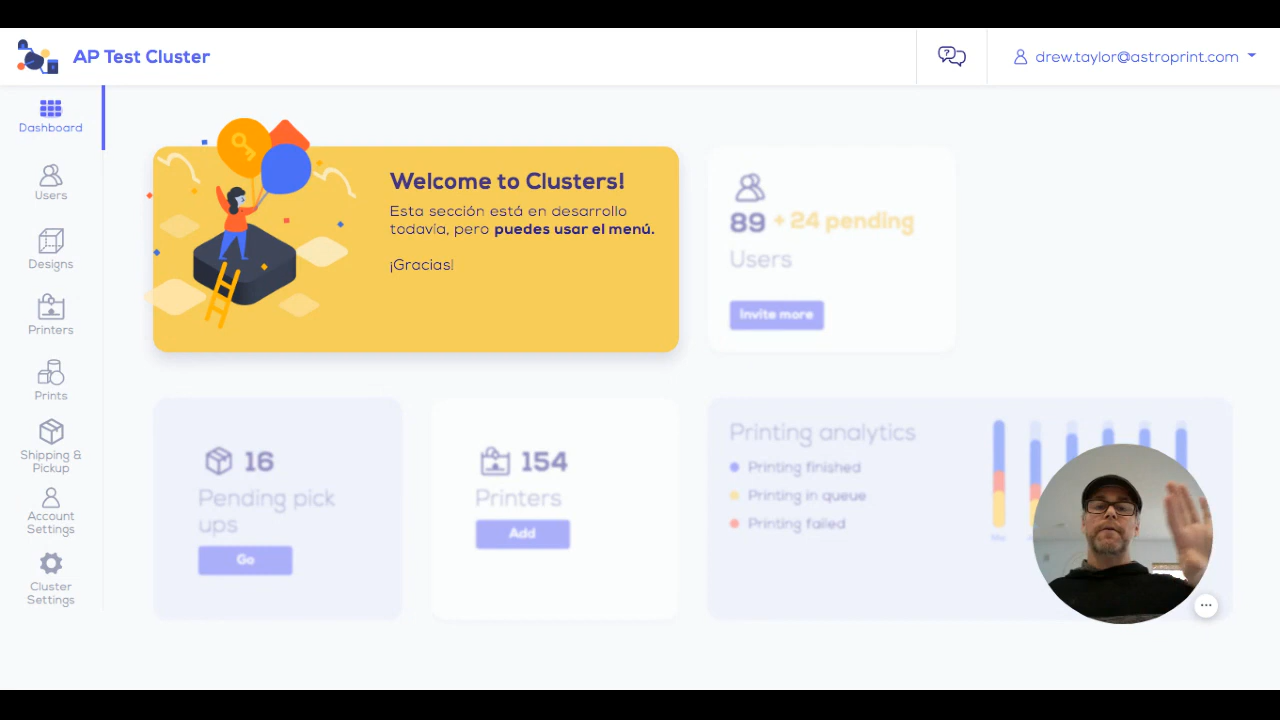 AP Test Cluster
drew.taylor@astroprint.com
Dashboard
Users
Designs
Printers
Prints
Shipping &
Pickup
Account
Settings
Cluster
Settings
Welcome to Clusters!
Esta sección está en desarrollo
todavia, pero puedes usar el menú.
¡Gracias!
89 + 24 pending
Users
Invite more
16
Pending pick
ups
Go
154
Printers
Add
Printing analytics
Printing finished
Printing in queue
Printing failed